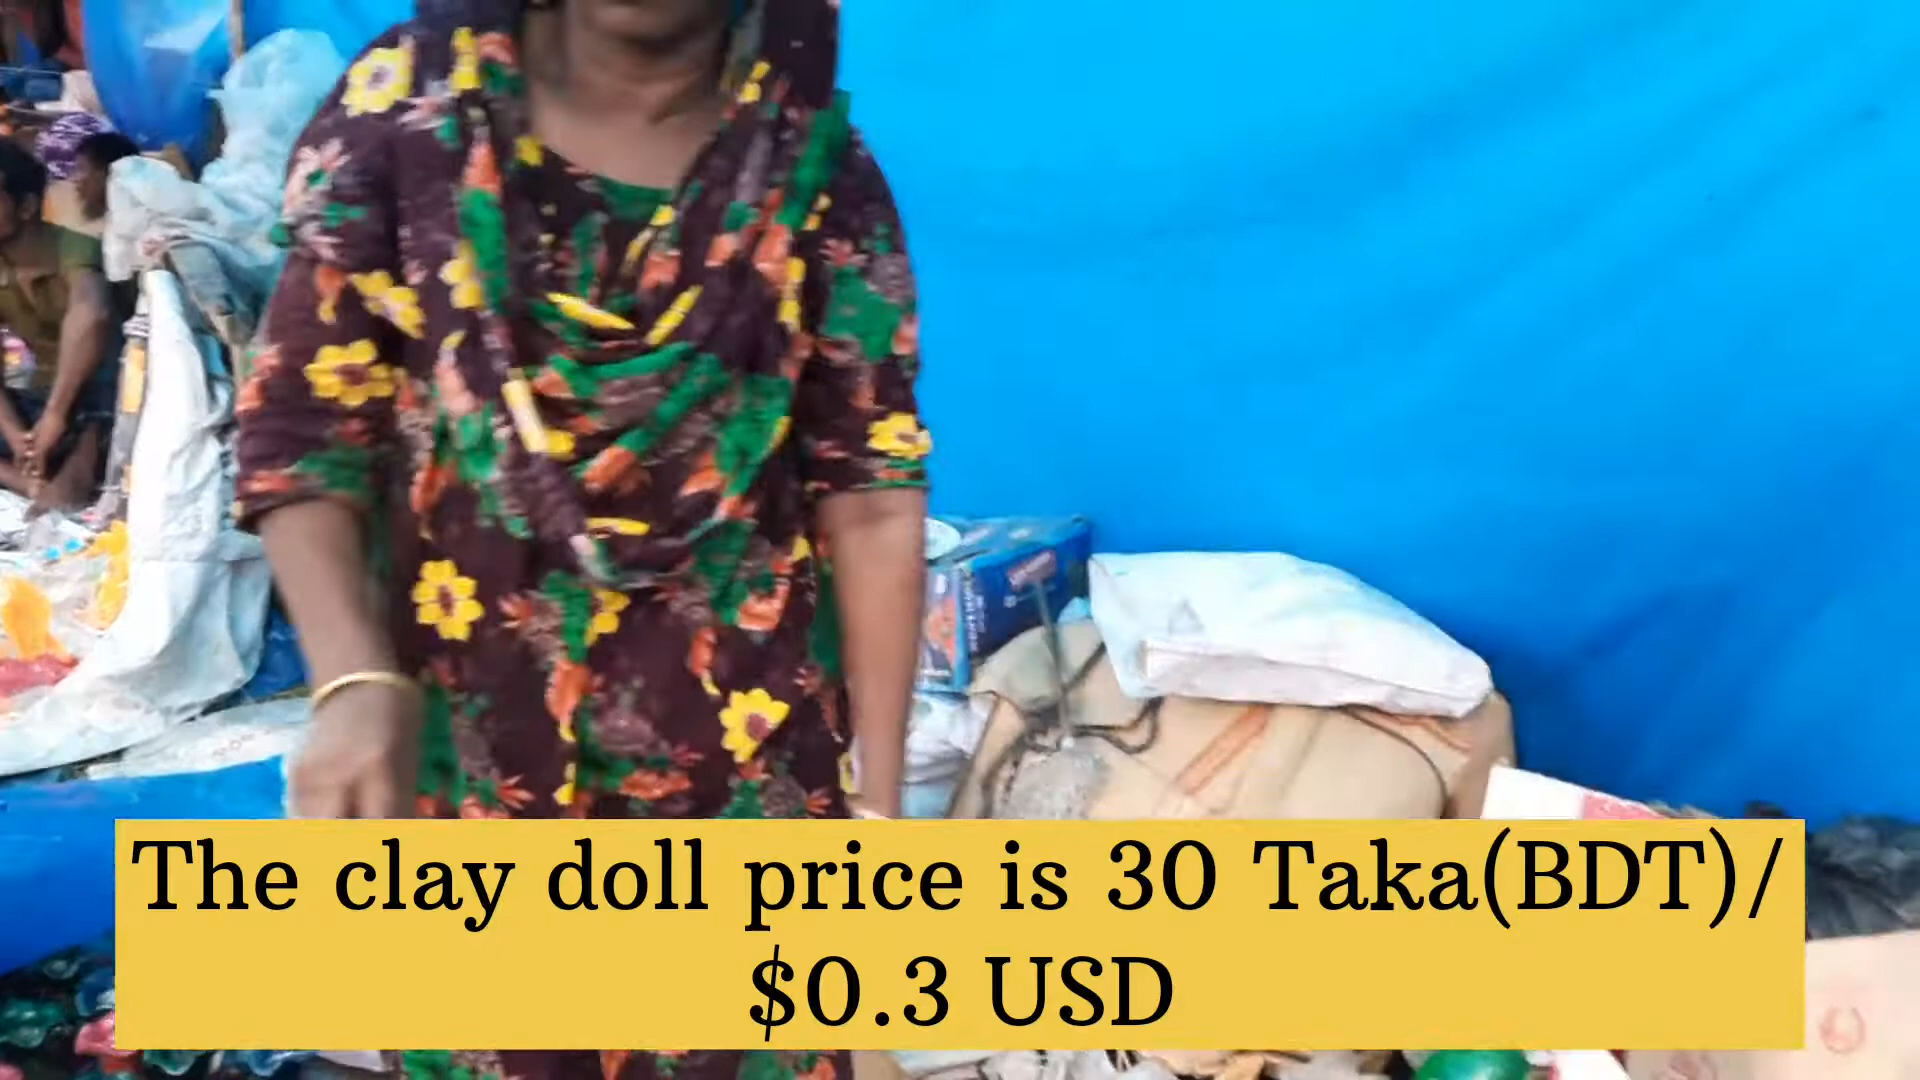 The clay doll price is 30 Taka(BDT)/
$0.3 USD